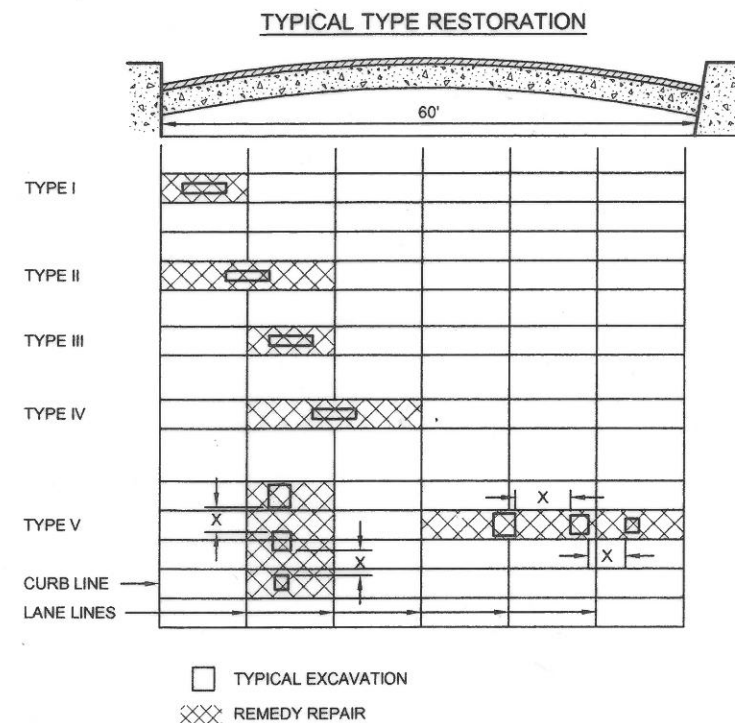 TYPICAL TYPE RESTORATION
60'
TYPE I
TYPE II
TYPE III
TYPE IV
TYPE V
X
X
X
X
CURB LINE
LANE LINES
TYPICAL EXCAVATION
REMEDY REPAIR